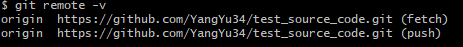 $ git remote -v
origin  https://github.com/YangYu34/test_source_code.git (fetch)
origin  https://github.com/YangYu34/test_source_code.git (push)